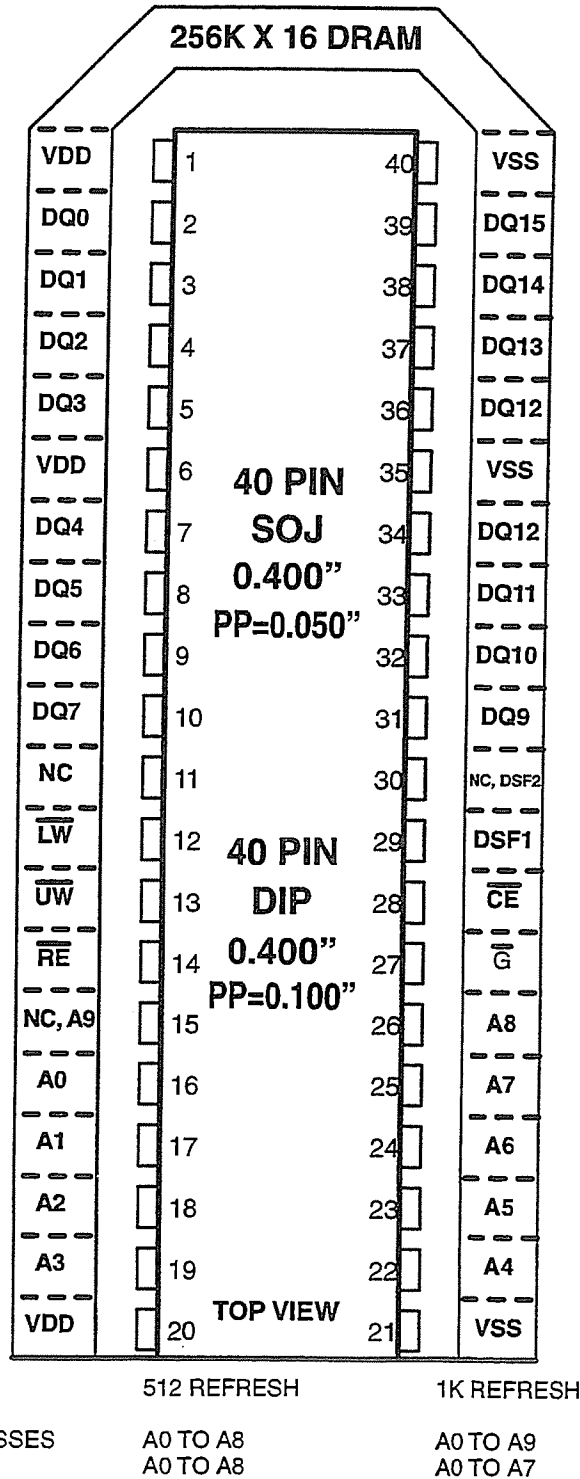 256K X 16 DRAM
VDD 1 40 VSS
DQ0 2 39 DQ15
DQ1 3 38 DQ14
DQ2 4 37 DQ13
DQ3 5 36 DQ12
VDD 6 35 VSS
DQ4 7 34 DQ12
DQ5 8 33 DQ11
DQ6 9 32 DQ10
DQ7 10 31 DQ9
NC 11 30 NC, DSF2
L̅W̅ 12 29 DSF1
U̅W̅ 13 28 C̅E̅
R̅E̅ 14 27 G̅
NC, A9 15 26 A8
A0 16 25 A7
A1 17 24 A6
A2 18 23 A5
A3 19 22 A4
VDD 20 21 VSS
40 PIN
SOJ
0.400”
PP=0.050”
40 PIN
DIP
0.400”
PP=0.100”
TOP VIEW
512 REFRESH 1K REFRESH
SSES A0 TO A8 A0 TO A9
A0 TO A8 A0 TO A7